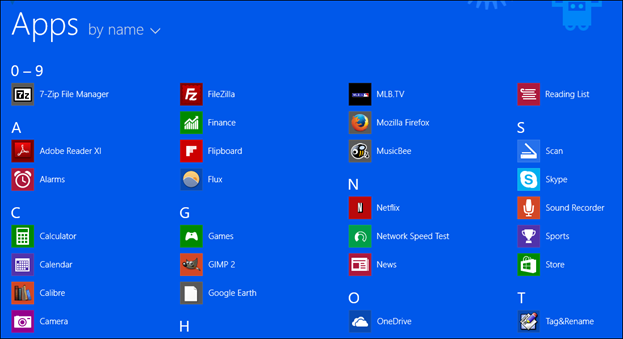 Apps by name
0 – 9
7-Zip File Manager
A
Adobe Reader XI
Alarms
C
Calculator
Calendar
Calibre
Camera
FileZilla
Finance
Flipboard
Flux
G
Games
GIMP 2
Google Earth
H
MLB.TV
Mozilla Firefox
MusicBee
N
Netflix
Network Speed Test
News
O
OneDrive
Reading List
S
Scan
Skype
Sound Recorder
Sports
Store
T
Tag&Rename